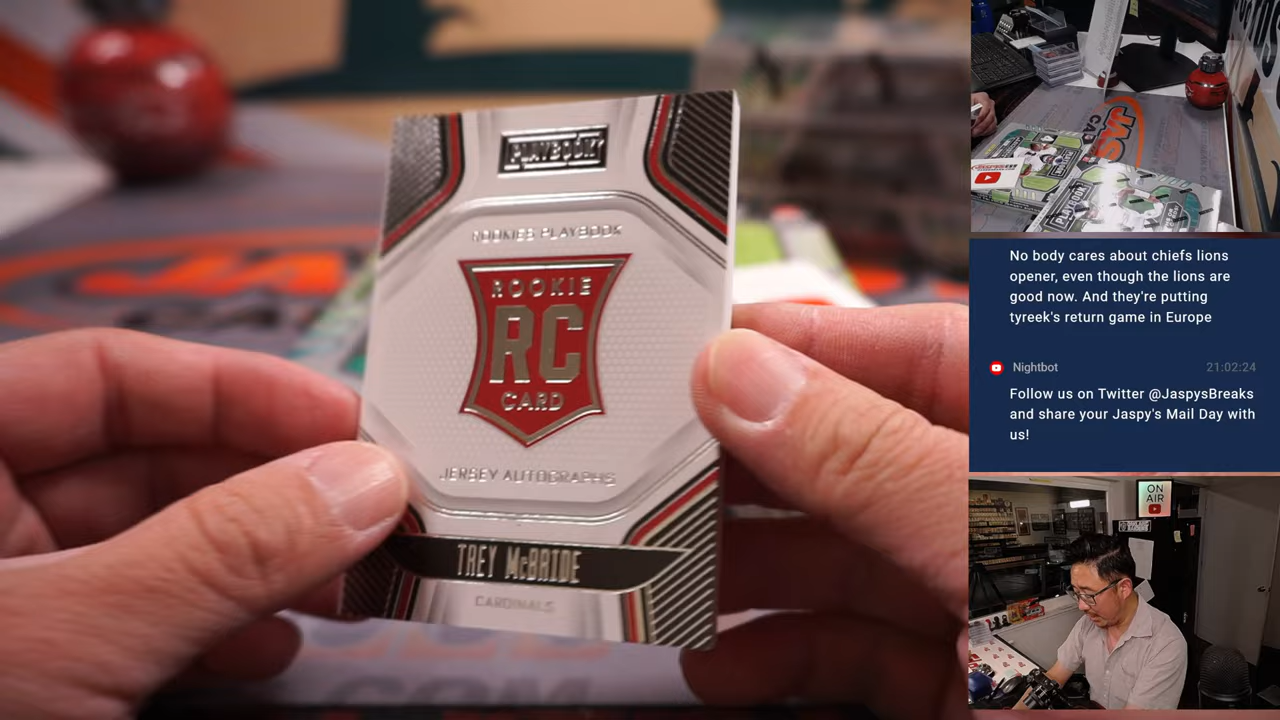 PLAYBOOK
ROOKIES PLAYBOOK
ROOKIE
RC
CARD
JERSEY AUTOGRAPHS
TREY McBRIDE
CARDINALS
No body cares about chiefs lions
opener, even though the lions are
good now. And they're putting
tyreek's return game in Europe
Nightbot 21:02:24
Follow us on Twitter @JaspysBreaks
and share your Jaspy's Mail Day with
us!
ON
AIR